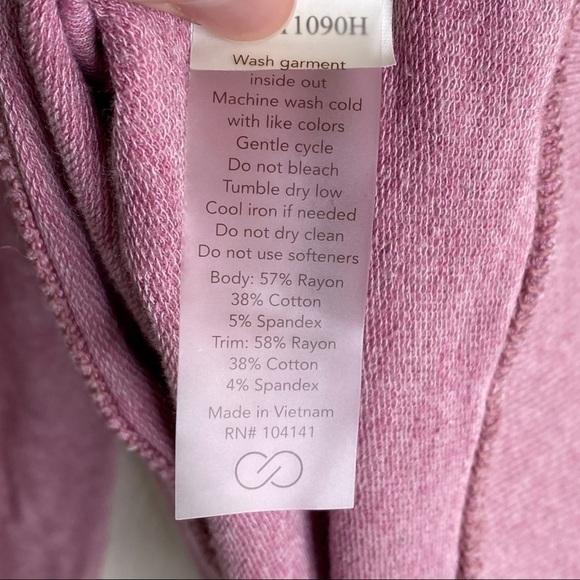 1090H
Wash garment
inside out
Machine wash cold
with like colors
Gentle cycle
Do not bleach
Tumble dry low
Cool iron if needed
Do not dry clean
Do not use softeners
Body: 57% Rayon
38% Cotton
5% Spandex
Trim: 58% Rayon
38% Cotton
4% Spandex
Made in Vietnam
RN# 104141